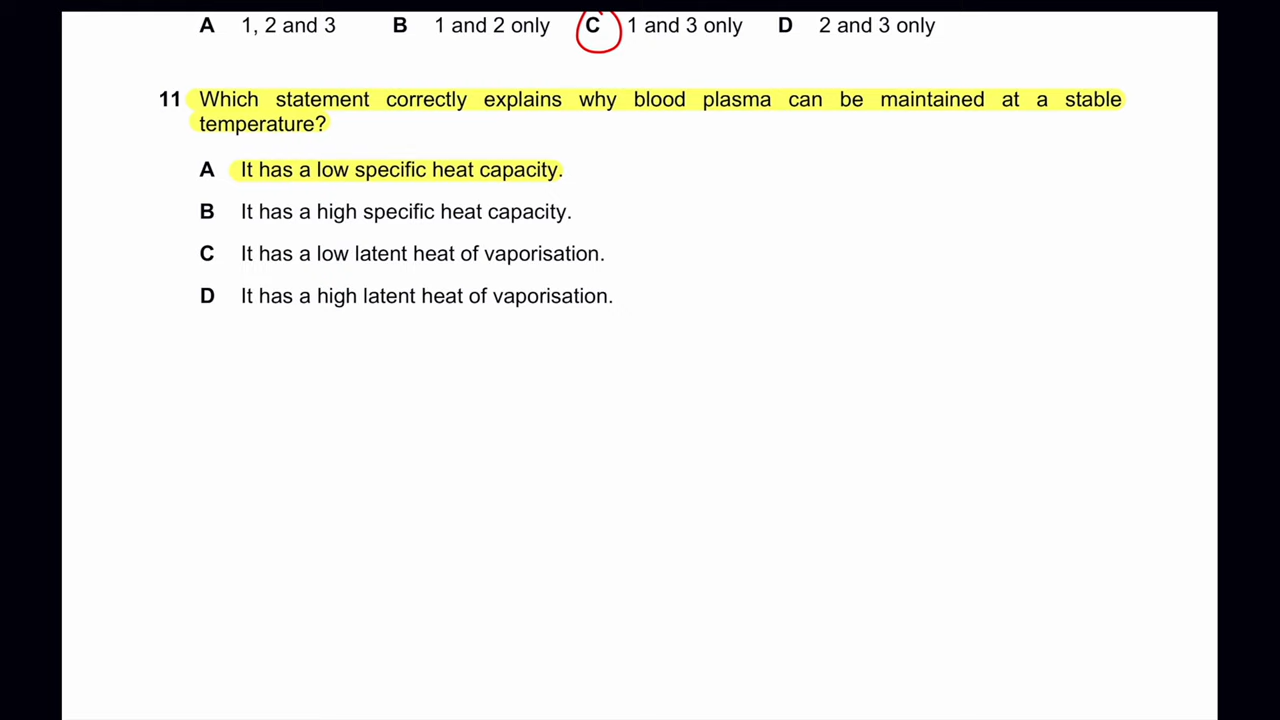 A 1, 2 and 3 B 1 and 2 only C 1 and 3 only D 2 and 3 only
11 Which statement correctly explains why blood plasma can be maintained at a stable
temperature?
A It has a low specific heat capacity.
B It has a high specific heat capacity.
C It has a low latent heat of vaporisation.
D It has a high latent heat of vaporisation.